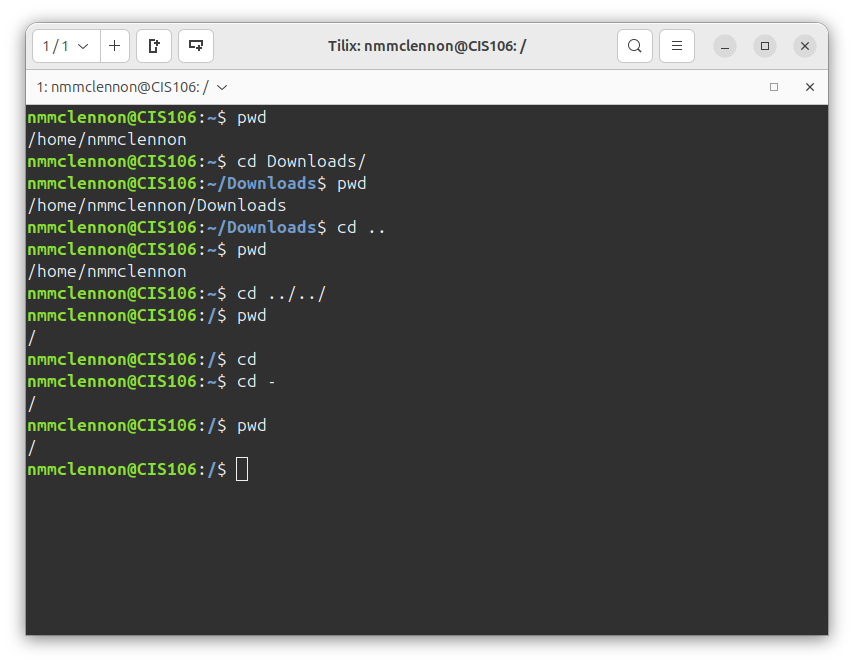 1 / 1
Tilix: nmmclennon@CIS106: /
1: nmmclennon@CIS106: /
nmmclennon@CIS106:~$ pwd
/home/nmmclennon
nmmclennon@CIS106:~$ cd Downloads/
nmmclennon@CIS106:~/Downloads$ pwd
/home/nmmclennon/Downloads
nmmclennon@CIS106:~/Downloads$ cd ..
nmmclennon@CIS106:~$ pwd
/home/nmmclennon
nmmclennon@CIS106:~$ cd ../../
nmmclennon@CIS106:/$ pwd
/
nmmclennon@CIS106:/$ cd
nmmclennon@CIS106:~$ cd -
/
nmmclennon@CIS106:/$ pwd
/
nmmclennon@CIS106:/$